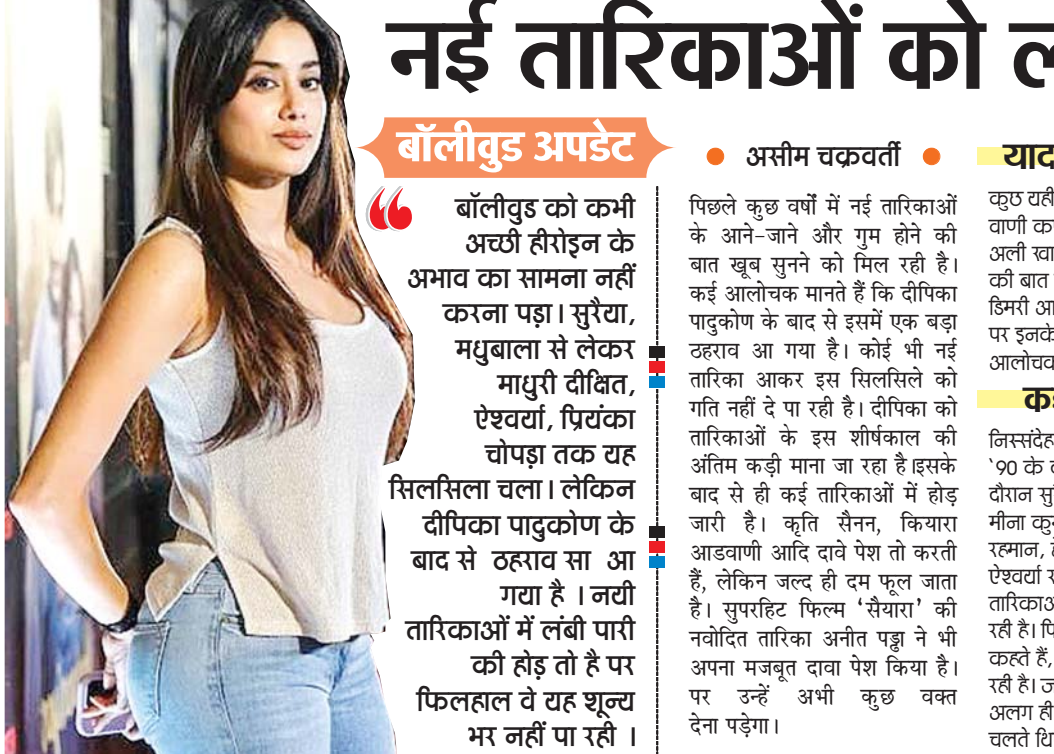 नई तारिकाओं को
बॉलीवुड अपडेट
बॉलीवुड को कभी
अच्छी हीरोइन के
अभाव का सामना नहीं
करना पड़ा। सुरैया,
मधुबाला से लेकर
माधुरी दीक्षित,
ऐश्वर्या, प्रियंका
चोपड़ा तक यह
सिलसिला चला। लेकिन
दीपिका पादुकोण के
बाद से ठहराव सा आ
गया है । नयी
तारिकाओं में लंबी पारी
की होड़ तो है पर
फिलहाल वे यह शून्य
भर नहीं पा रही ।
असीम चक्रवर्ती
पिछले कुछ वर्षों में नई तारिकाओं
के आने-जाने और गुम होने की
बात खूब सुनने को मिल रही है।
कई आलोचक मानते हैं कि दीपिका
पादुकोण के बाद से इसमें एक बड़ा
ठहराव आ गया है। कोई भी नई
तारिका आकर इस सिलसिले को
गति नहीं दे पा रही है। दीपिका को
तारिकाओं के इस शीर्षकाल की
अंतिम कड़ी माना जा रहा है।इसके
बाद से ही कई तारिकाओं में होड़
जारी है। कृति सैनन, कियारा
आडवाणी आदि दावे पेश तो करती
हैं, लेकिन जल्द ही दम फूल जाता
है। सुपरहिट फिल्म ‘सैयारा’ की
नवोदित तारिका अनीत पड्डा ने भी
अपना मजबूत दावा पेश किया है।
पर उन्हें अभी कुछ वक्त
देना पड़ेगा।
कुछ यही
वाणी
अली
की बात
डिमरी
पर इनके
`90 के
दौरान
मीना
रहमान,
ऐश्वर्या
रही है।
कहते हैं,
रही है।
अलग ही
चलते